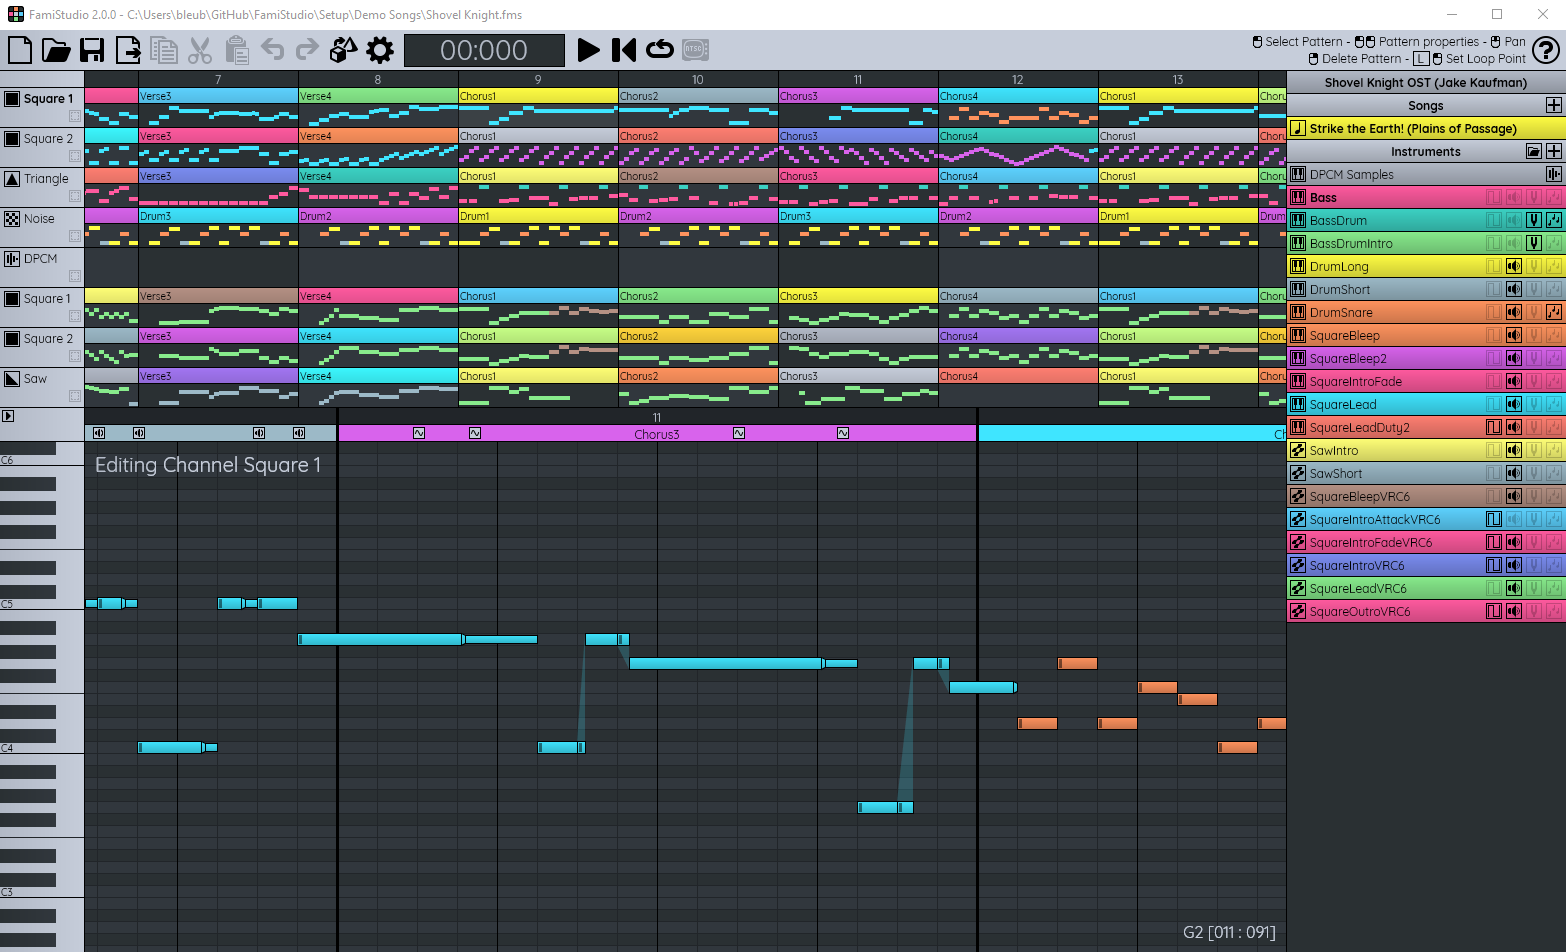 FamiStudio 2.0.0 - C:\Users\bleub\GitHub\FamiStudio\Setup\Demo Songs\Shovel Knight.fms
00:000
NTSC
Select Pattern - Pattern properties - Pan
Delete Pattern - L Set Loop Point
?
7 8 9 10 11 12 13
Square 1
Verse3 Verse4 Chorus1 Chorus2 Chorus3 Chorus4 Chorus1 Choru
Square 2
Verse3 Verse4 Chorus1 Chorus2 Chorus3 Chorus4 Chorus1 Choru
Triangle
Verse3 Verse4 Chorus1 Chorus2 Chorus3 Chorus4 Chorus1 Choru
Noise
Drum3 Drum2 Drum1 Drum2 Drum3 Drum2 Drum1 Drum
DPCM
Square 1
Verse3 Verse4 Chorus1 Chorus2 Chorus3 Chorus4 Chorus1 Choru
Square 2
Verse3 Verse4 Chorus1 Chorus2 Chorus3 Chorus4 Chorus1 Choru
Saw
Verse3 Verse4 Chorus1 Chorus2 Chorus3 Chorus4 Chorus1 Choru
11
Chorus3 Ch
Editing Channel Square 1
C6
C5
C4
C3
G2 [011 : 091]
Shovel Knight OST (Jake Kaufman)
Songs
Strike the Earth! (Plains of Passage)
Instruments
DPCM Samples
Bass
BassDrum
BassDrumIntro
DrumLong
DrumShort
DrumSnare
SquareBleep
SquareBleep2
SquareIntroFade
SquareLead
SquareLeadDuty2
SawIntro
SawShort
SquareBleepVRC6
SquareIntroAttackVRC6
SquareIntroFadeVRC6
SquareIntroVRC6
SquareLeadVRC6
SquareOutroVRC6